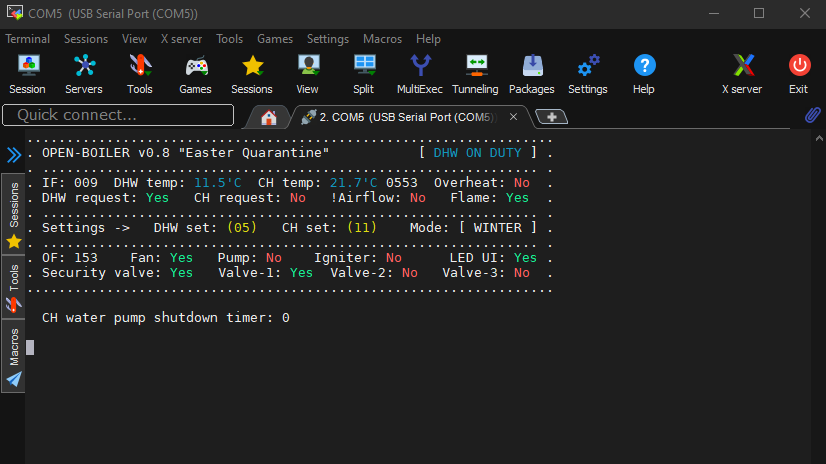 COM5 (USB Serial Port (COM5))
Terminal Sessions View X server Tools Games Settings Macros Help
Session Servers Tools Games Sessions View Split MultiExec Tunneling Packages Settings Help X server Exit
Quick connect...
2. COM5 (USB Serial Port (COM5)
Sessions
Tools
Macros
.................................................................
. OPEN-BOILER v0.8 "Easter Quarantine" [ DHW ON DUTY ] .
. ............................................................... .
. IF: 009 DHW temp: 11.5'C CH temp: 21.7'C 0553 Overheat: No .
. DHW request: Yes CH request: No !Airflow: No Flame: Yes .
. ............................................................... .
. Settings -> DHW set: (05) CH set: (11) Mode: [ WINTER ] .
. ............................................................... .
. OF: 153 Fan: Yes Pump: No Igniter: No LED UI: Yes .
. Security valve: Yes Valve-1: Yes Valve-2: No Valve-3: No .
.................................................................
CH water pump shutdown timer: 0